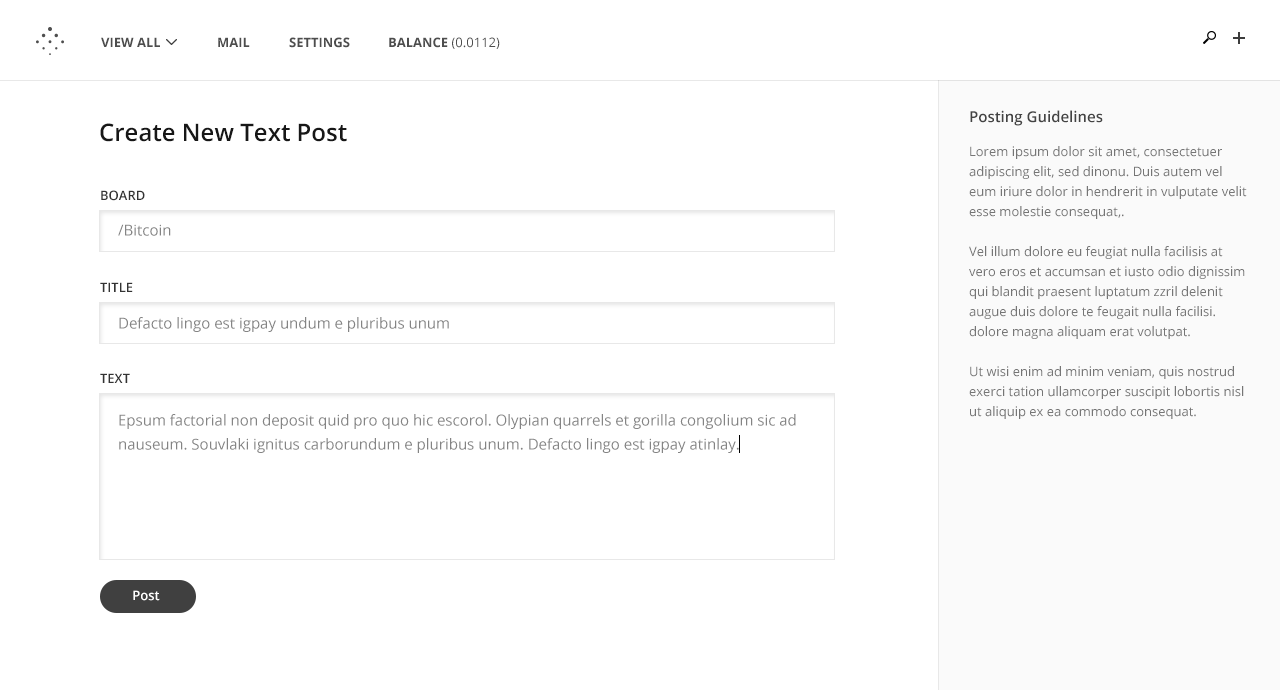 VIEW ALL
MAIL
SETTINGS
BALANCE (0.0112)
Create New Text Post
BOARD
/Bitcoin
TITLE
Defacto lingo est igpay undum e pluribus unum
TEXT
Epsum factorial non deposit quid pro quo hic escorol. Olypian quarrels et gorilla congolium sic ad
nauseum. Souvlaki ignitus carborundum e pluribus unum. Defacto lingo est igpay atinlay.
Post
Posting Guidelines
Lorem ipsum dolor sit amet, consectetuer
adipiscing elit, sed dinonu. Duis autem vel
eum iriure dolor in hendrerit in vulputate velit
esse molestie consequat,.
Vel illum dolore eu feugiat nulla facilisis at
vero eros et accumsan et iusto odio dignissim
qui blandit praesent luptatum zzril delenit
augue duis dolore te feugait nulla facilisi.
dolore magna aliquam erat volutpat.
Ut wisi enim ad minim veniam, quis nostrud
exerci tation ullamcorper suscipit lobortis nisl
ut aliquip ex ea commodo consequat.